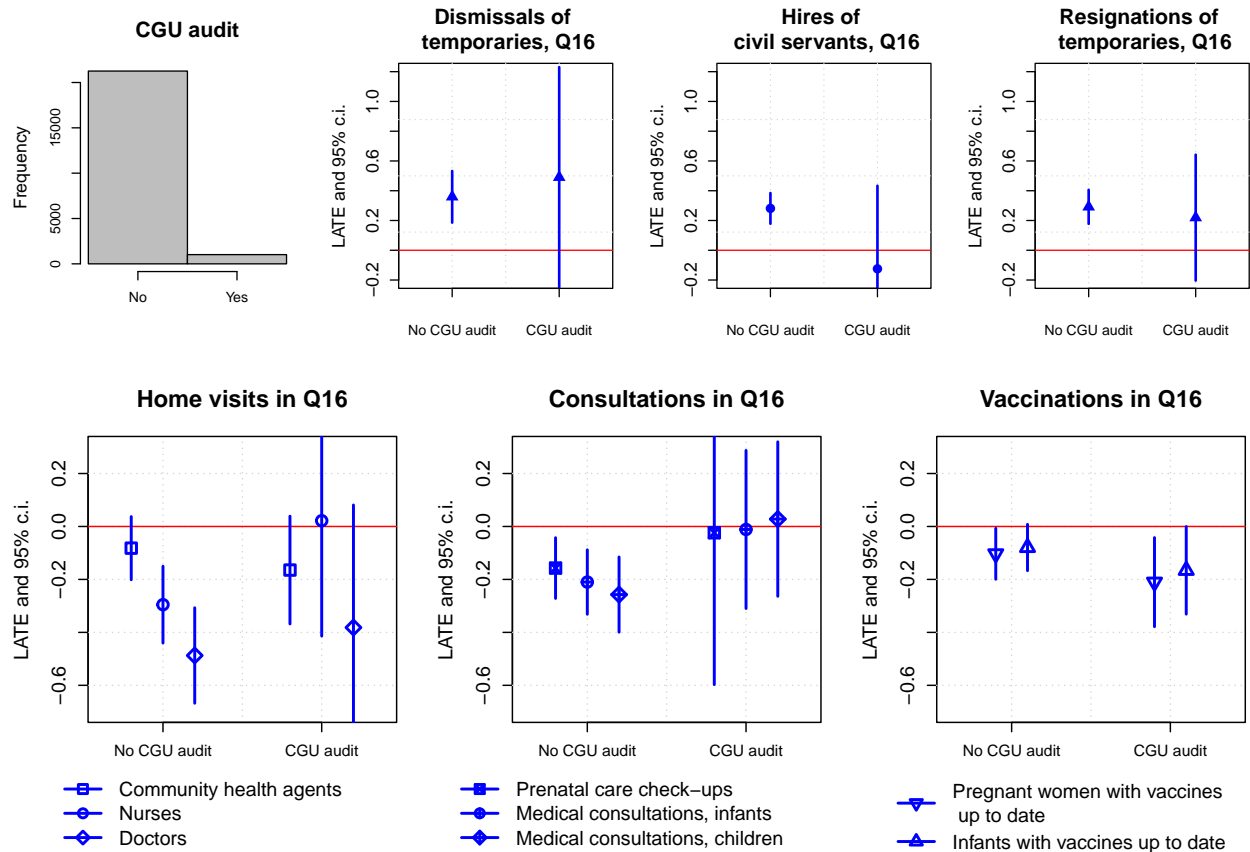 CGU audit
Frequency
0
5000
15000
No
Yes
Dismissals of
temporaries, Q16
LATE and 95% c.i.
−0.2
0.2
0.6
1.0
No CGU audit
CGU audit
Hires of
civil servants, Q16
LATE and 95% c.i.
−0.2
0.2
0.6
1.0
No CGU audit
CGU audit
Resignations of
temporaries, Q16
LATE and 95% c.i.
−0.2
0.2
0.6
1.0
No CGU audit
CGU audit
Home visits in Q16
LATE and 95% c.i.
−0.6
−0.2
0.0
0.2
No CGU audit
CGU audit
Community health agents
Nurses
Doctors
Consultations in Q16
LATE and 95% c.i.
−0.6
−0.2
0.0
0.2
No CGU audit
CGU audit
Prenatal care check−ups
Medical consultations, infants
Medical consultations, children
Vaccinations in Q16
LATE and 95% c.i.
−0.6
−0.2
0.0
0.2
No CGU audit
CGU audit
Pregnant women with vaccines
up to date
Infants with vaccines up to date